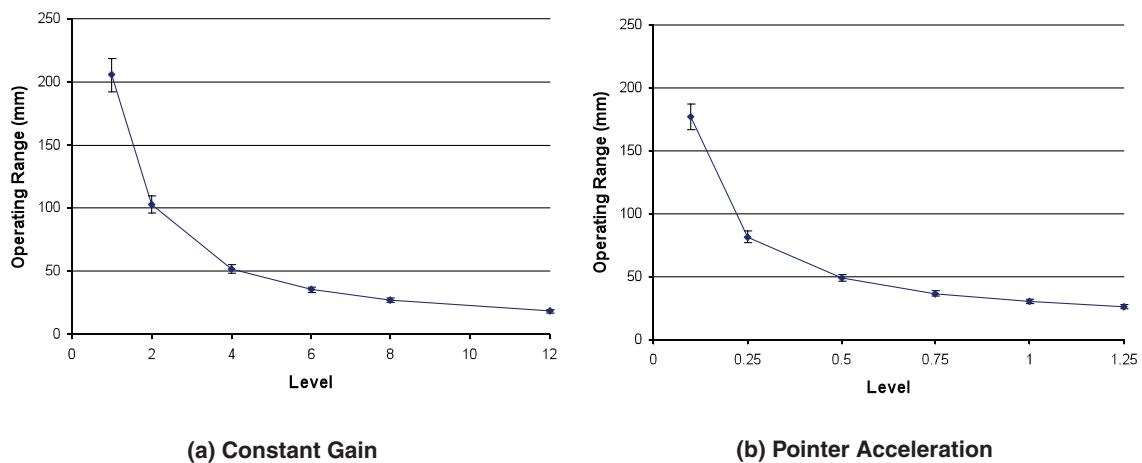 250
200
150
100
50
0
Operating Range (mm)
0 2 4 6 8 10 12
Level
(a) Constant Gain
250
200
150
100
50
0
Operating Range (mm)
0 0.25 0.5 0.75 1 1.25
Level
(b) Pointer Acceleration